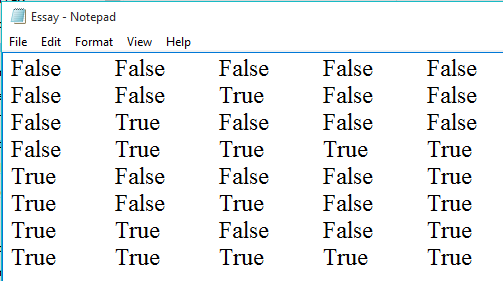 Essay - Notepad
File Edit Format View Help
False False False False False
False False True False False
False True False False False
False True True True True
True False False False True
True False True False True
True True False False True
True True True True True